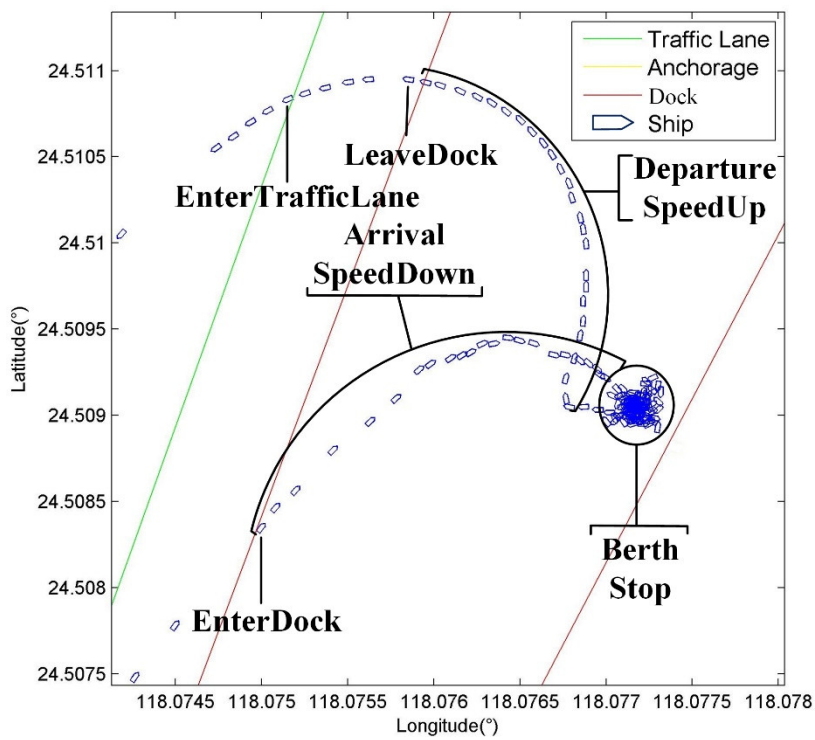 Traffic Lane
Anchorage
Dock
Ship
24.511
24.5105
24.51
24.5095
24.509
24.5085
24.508
24.5075
Latitude(°)
LeaveDock
EnterTrafficLane
Departure
SpeedUp
Arrival
SpeedDown
Berth
Stop
EnterDock
118.0745 118.075 118.0755 118.076 118.0765 118.077 118.0775 118.078
Longitude(°)